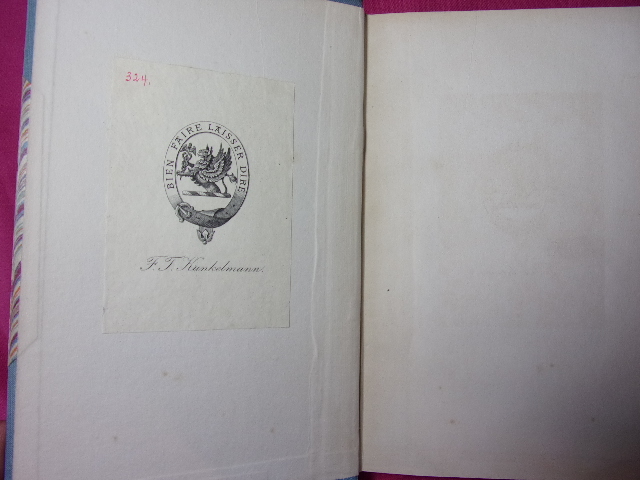 324.
BIEN FAIRE LAISSER DIRE
F. T. Kunkelmann.